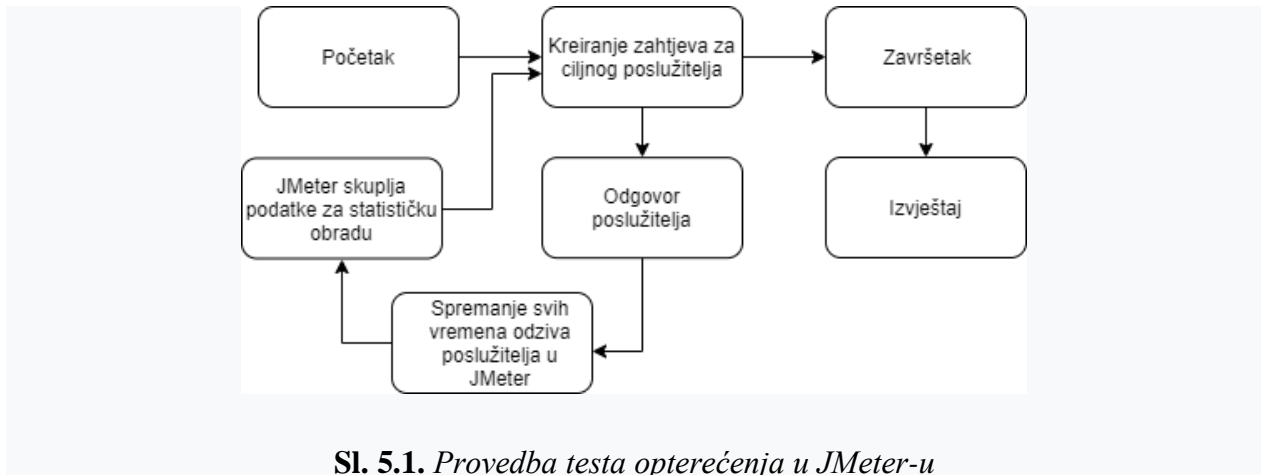 Početak
Kreiranje zahtjeva za
ciljnog poslužitelja
Završetak
JMeter skuplja
podatke za statističku
obradu
Odgovor
poslužitelja
Izvještaj
Spremanje svih
vremena odziva
poslužitelja u
JMeter
Sl. 5.1. Provedba testa opterećenja u JMeter-u